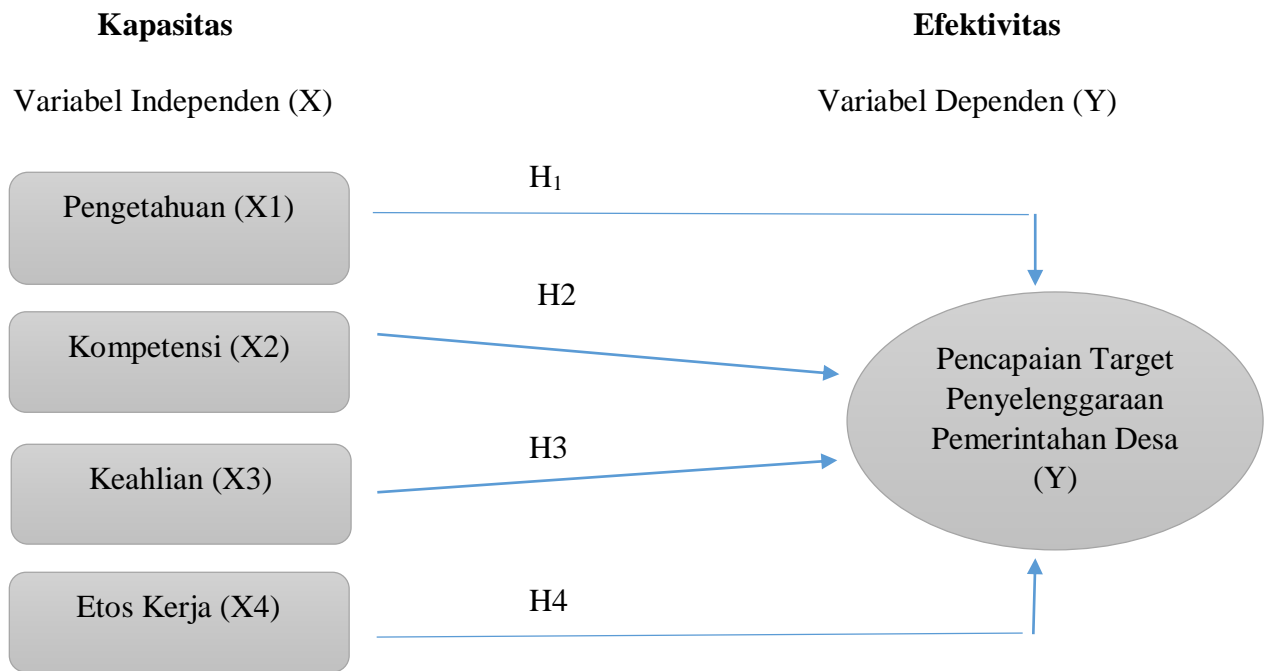 Kapasitas
Efektivitas
Variabel Independen (X)
Variabel Dependen (Y)
H₁
Pengetahuan (X1)
H2
Kompetensi (X2)
Pencapaian Target
Penyelenggaraan
Pemerintahan Desa
(Y)
H3
Keahlian (X3)
H4
Etos Kerja (X4)